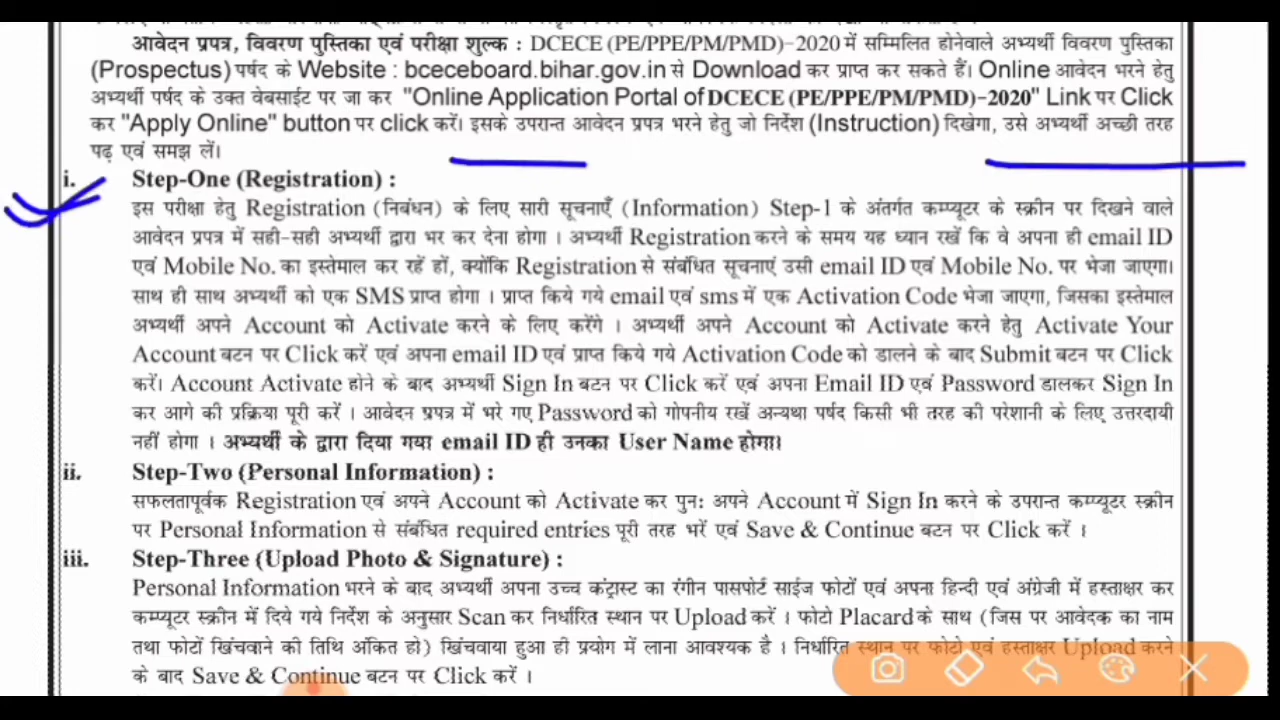 आवेदन प्रपत्र, विवरण पुस्तिका एवं परीक्षा शुल्क : DCECE (PE/PPE/PM/PMD)-2020 में सम्मिलित होनेवाले अभ्यर्थी विवरण पुस्तिका
(Prospectus) पर्षद के Website : bceceboard.bihar.gov.in से Download कर प्राप्त कर सकते हैं। Online आवेदन भरने हेतु
अभ्यर्थी पर्षद के उक्त वेबसाईट पर जा कर "Online Application Portal of DCECE (PE/PPE/PM/PMD)-2020" Link पर Click
कर "Apply Online" button पर click करें। इसके उपरान्त आवेदन प्रपत्र भरने हेतु जो निर्देश (Instruction) दिखेगा, उसे अभ्यर्थी अच्छी तरह
पढ़ एवं समझ लें।
i. Step-One (Registration) :
इस परीक्षा हेतु Registration (निबंधन) के लिए सारी सूचनाएँ (Information) Step-1 के अंतर्गत कम्प्यूटर के स्क्रीन पर दिखने वाले
आवेदन प्रपत्र में सही-सही अभ्यर्थी द्वारा भर कर देना होगा । अभ्यर्थी Registration करने के समय यह ध्यान रखें कि वे अपना ही email ID
एवं Mobile No. का इस्तेमाल कर रहें हों, क्योंकि Registration से संबंधित सूचनाएं उसी email ID एवं Mobile No. पर भेजा जाएगा।
साथ ही साथ अभ्यर्थी को एक SMS प्राप्त होगा । प्राप्त किये गये email एवं sms में एक Activation Code भेजा जाएगा, जिसका इस्तेमाल
अभ्यर्थी अपने Account को Activate करने के लिए करेंगे । अभ्यर्थी अपने Account को Activate करने हेतु Activate Your
Account बटन पर Click करें एवं अपना email ID एवं प्राप्त किये गये Activation Code को डालने के बाद Submit बटन पर Click
करें। Account Activate होने के बाद अभ्यर्थी Sign In बटन पर Click करें एवं अपना Email ID एवं Password डालकर Sign In
कर आगे की प्रक्रिया पूरी करें । आवेदन प्रपत्र में भरे गए Password को गोपनीय रखें अन्यथा पर्षद किसी भी तरह की परेशानी के लिए उत्तरदायी
नहीं होगा । अभ्यर्थी के द्वारा दिया गया email ID ही उनका User Name होगा।
ii. Step-Two (Personal Information) :
सफलतापूर्वक Registration एवं अपने Account को Activate कर पुनः अपने Account में Sign In करने के उपरान्त कम्प्यूटर स्क्रीन
पर Personal Information से संबंधित required entries पूरी तरह भरें एवं Save & Continue बटन पर Click करें ।
iii. Step-Three (Upload Photo & Signature) :
Personal Information भरने के बाद अभ्यर्थी अपना उच्च कंट्रास्ट का रंगीन पासपोर्ट साईज फोटों एवं अपना हिन्दी एवं अंग्रेजी में हस्ताक्षर कर
कम्प्यूटर स्क्रीन में दिये गये निर्देश के अनुसार Scan कर निर्धारित स्थान पर Upload करें । फोटो Placard के साथ (जिस पर आवेदक का नाम
तथा फोटों खिंचवाने की तिथि अंकित हो) खिंचवाया हुआ ही प्रयोग में लाना आवश्यक है । निर्धारित स्थान पर फोटो एवं हस्ताक्षर Upload करने
के बाद Save & Continue बटन पर Click करें ।